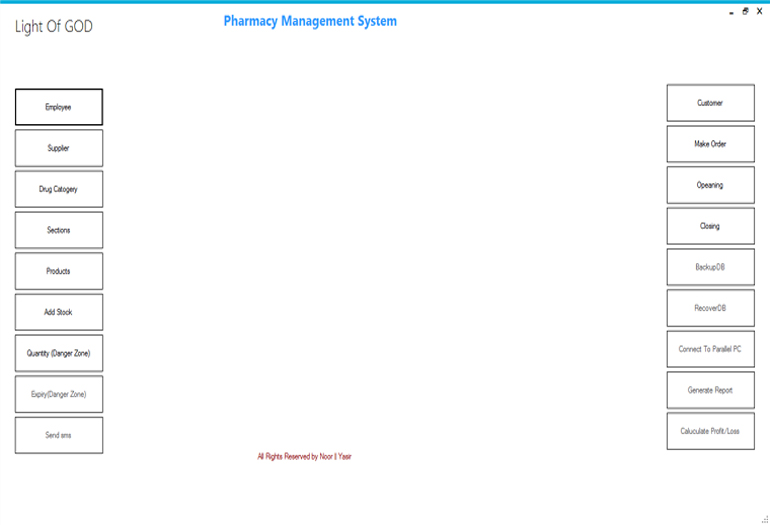 Light Of GOD
Pharmacy Management System
Employee
Supplier
Drug Catogery
Sections
Products
Add Stock
Quantity (Danger Zone)
Expiry(Danger Zone)
Send sms
Customer
Make Order
Opeaning
Closing
BackupDB
RecoverDB
Connect To Parallel PC
Generate Report
Caluculate Profit/Loss
All Rights Reserved by Noor || Yasir